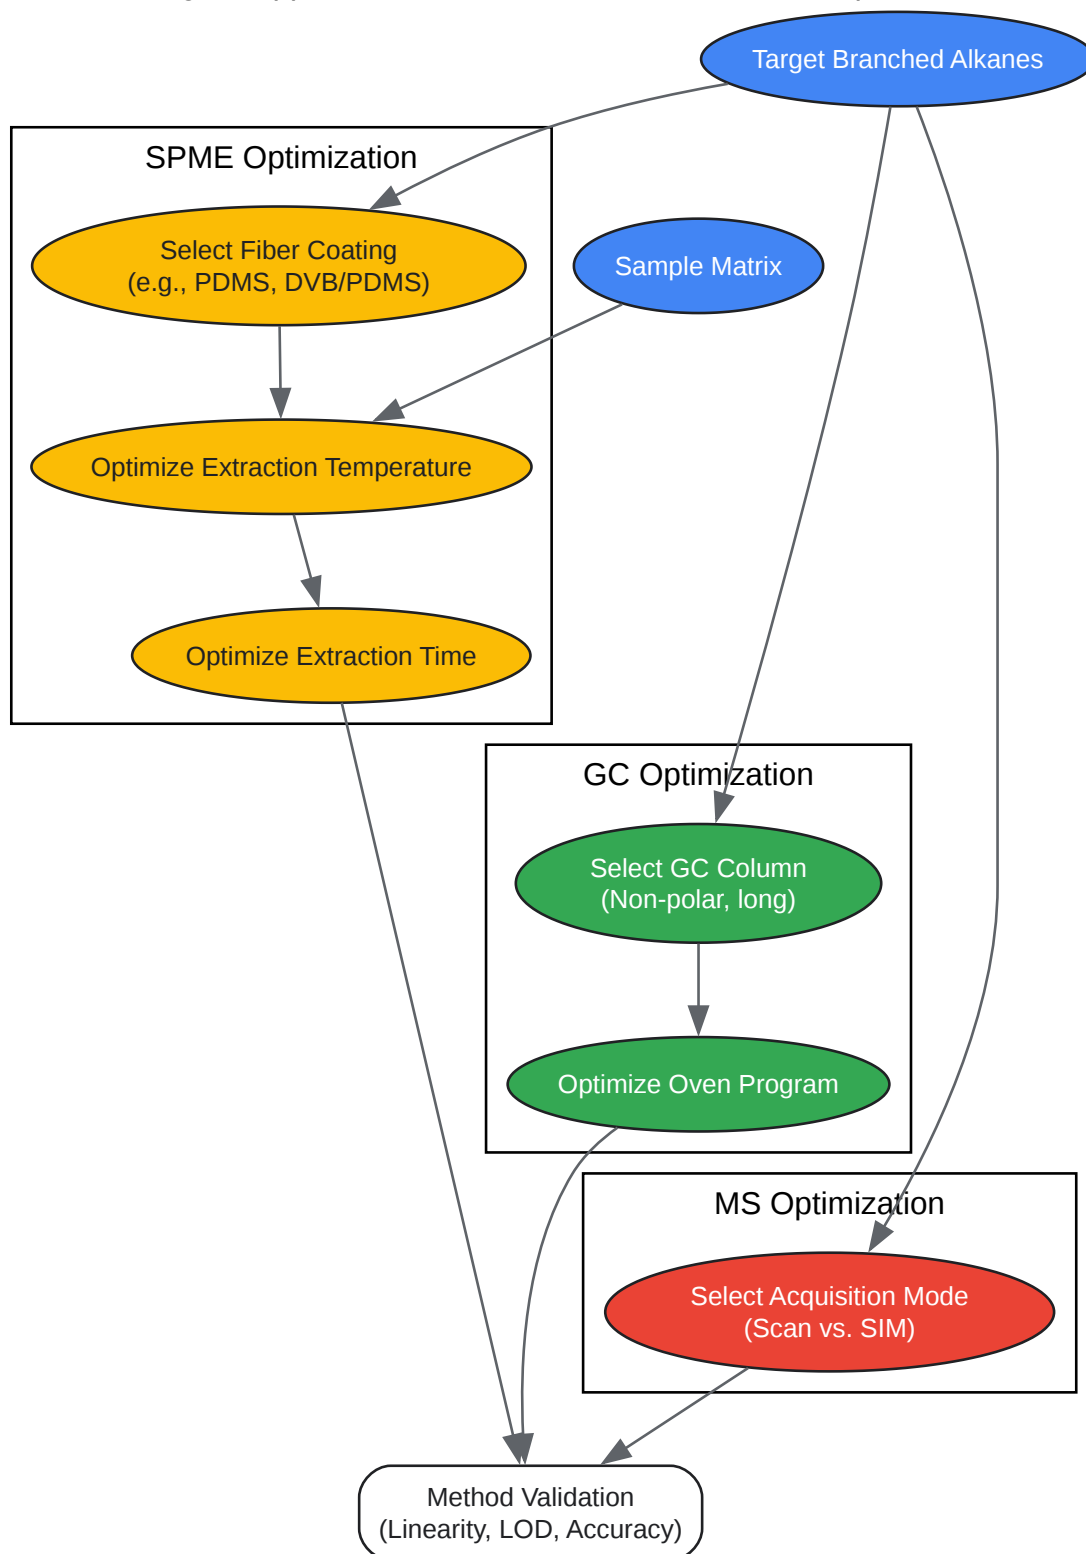 Target Branched Alkanes
SPME Optimization
Select Fiber Coating
(e.g., PDMS, DVB/PDMS)
Sample Matrix
Optimize Extraction Temperature
Optimize Extraction Time
GC Optimization
Select GC Column
(Non-polar, long)
Optimize Oven Program
MS Optimization
Select Acquisition Mode
(Scan vs. SIM)
Method Validation
(Linearity, LOD, Accuracy)